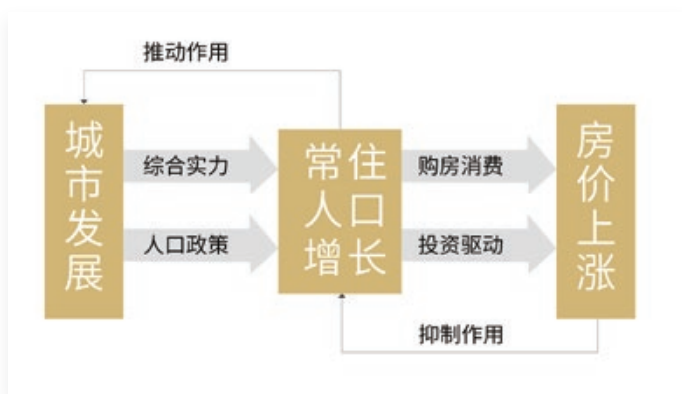 推动作用
城市发展
综合实力
人口政策
常住
人口
增长
购房消费
投资驱动
房价上涨
抑制作用